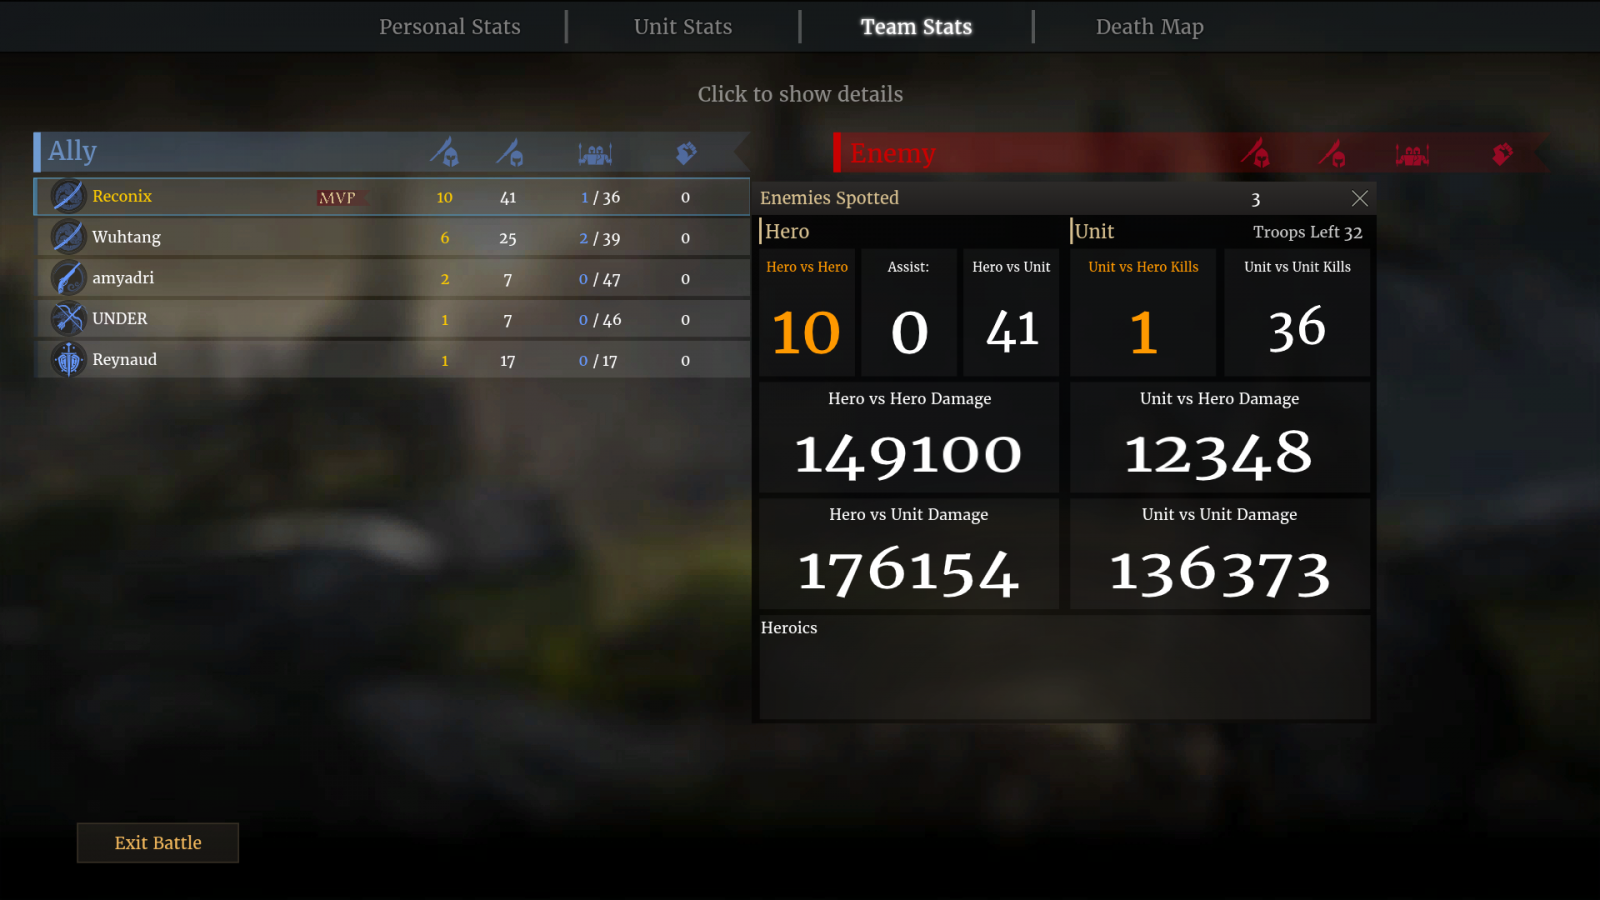 Personal Stats
Unit Stats
Team Stats
Death Map
Click to show details
Ally
Enemy
Reconix MVP 10 41 1 / 36 0
Wuhtang 6 25 2 / 39 0
amyadri 2 7 0 / 47 0
UNDER 1 7 0 / 46 0
Reynaud 1 17 0 / 17 0
Enemies Spotted 3
Hero
Unit Troops Left 32
Hero vs Hero Assist: Hero vs Unit Unit vs Hero Kills Unit vs Unit Kills
10 0 41 1 36
Hero vs Hero Damage Unit vs Hero Damage
149100 12348
Hero vs Unit Damage Unit vs Unit Damage
176154 136373
Heroics
Exit Battle